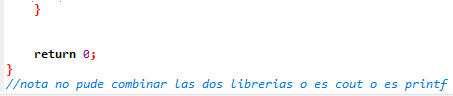 }
return 0;
}
//nota no pude combinar las dos librerias o es cout o es printf